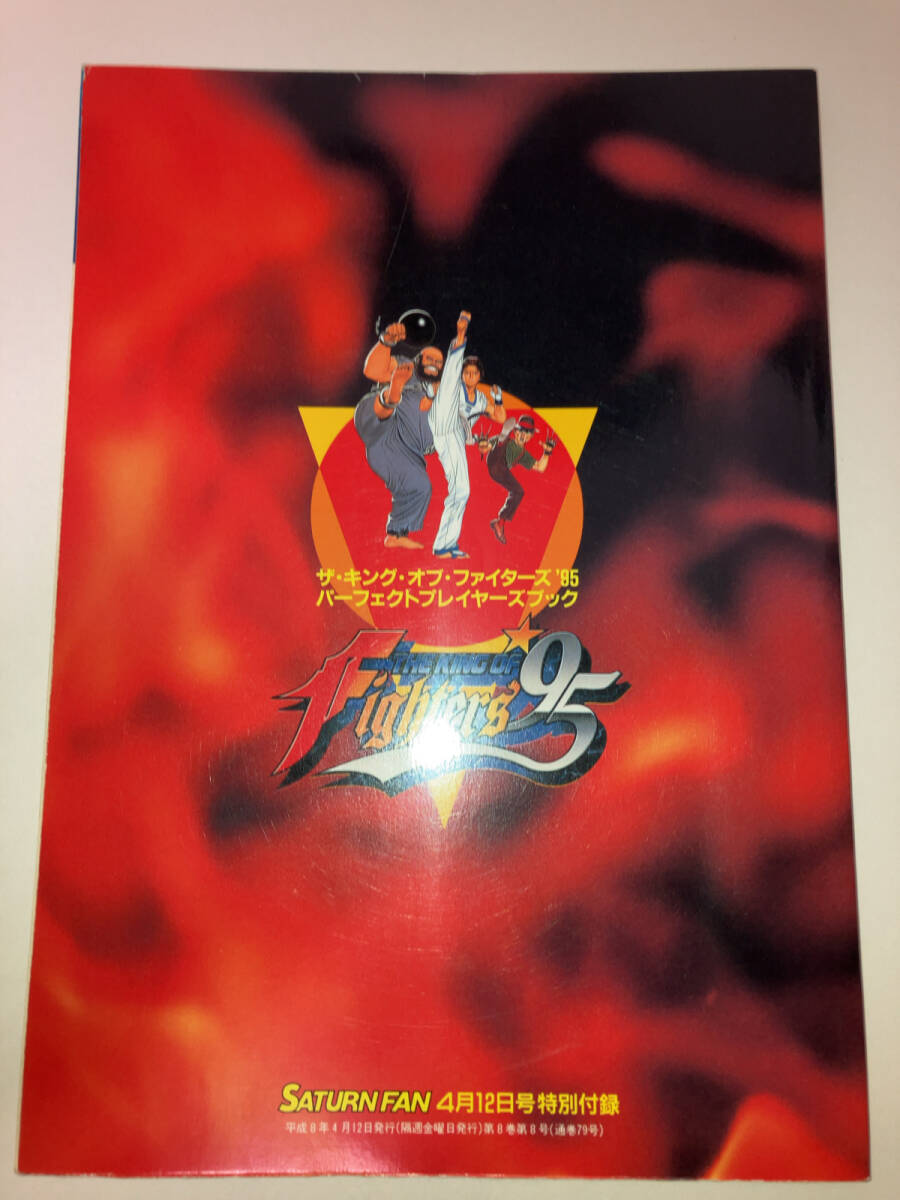 ザ・キング・オブ・ファイターズ '95
パーフェクトプレイヤーズブック
THE KING OF
Fighters '95
SATURN FAN 4月12日号特別付録
平成8年4月12日発行(隔週金曜日発行)第8巻第8号(通巻79号)